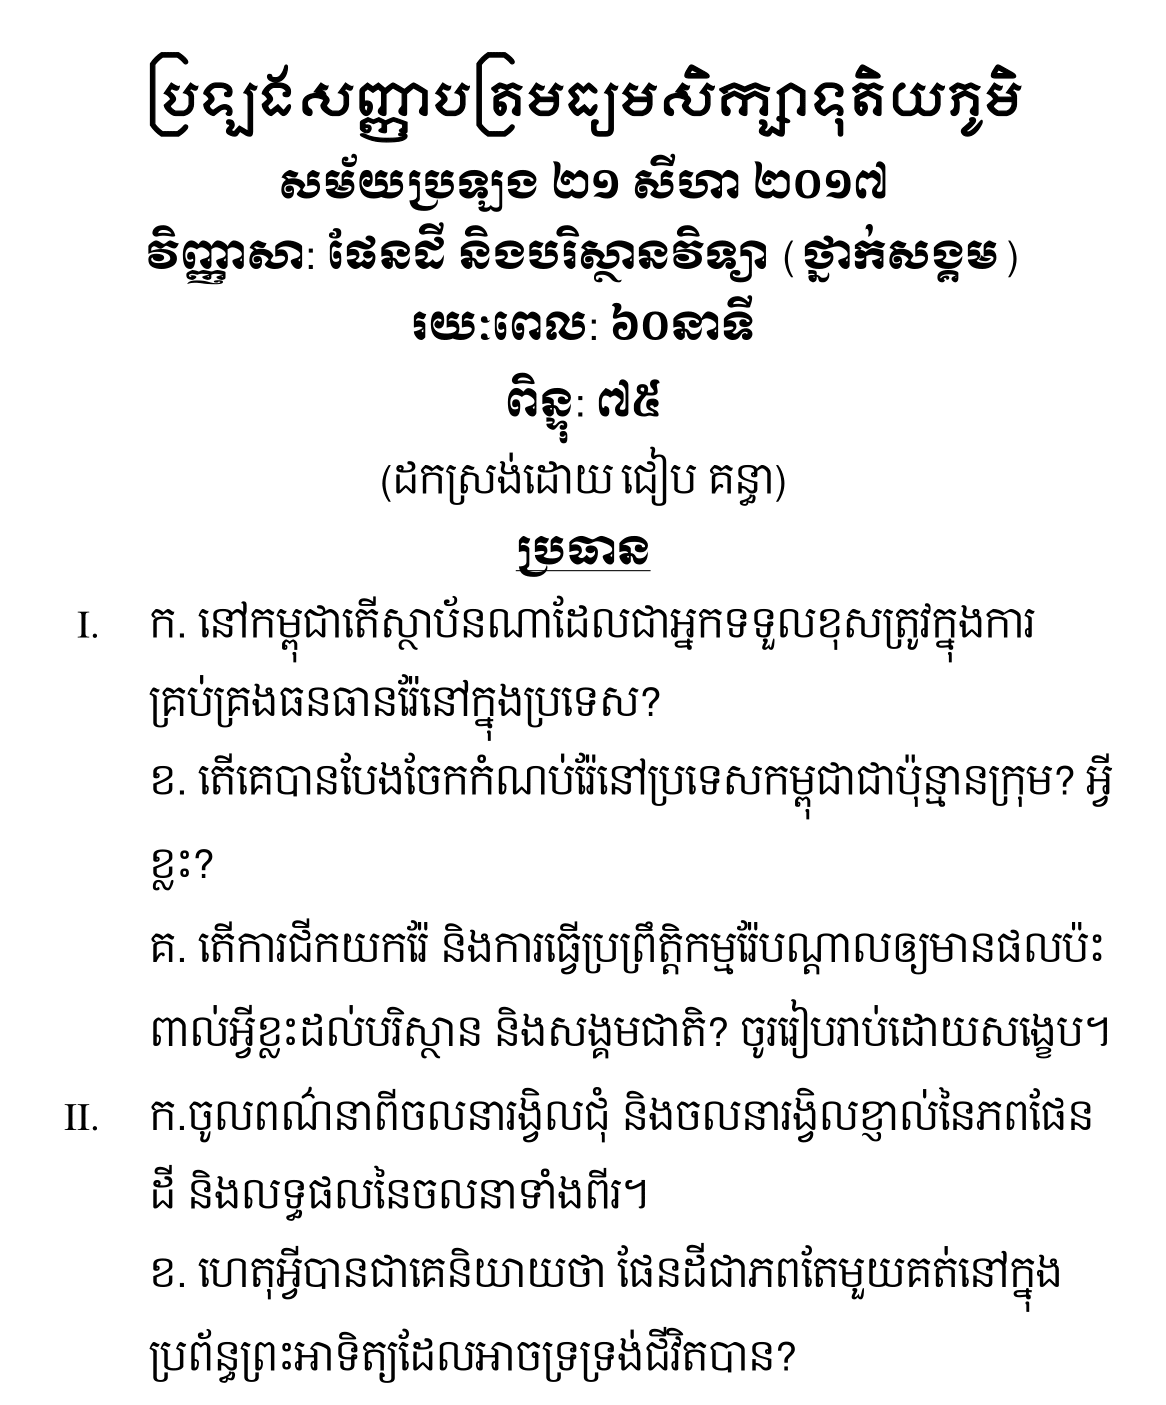 ប្រឡងសញ្ញាបត្រមធ្យមសិក្សាទុតិយភូមិ
សម័យប្រឡង ២១ សីហា ២០១៧
វិញ្ញាសា: ផែនដី និងបរិស្ថានវិទ្យា (ថ្នាក់សង្គម)
រយ:ពេល: ៦០នាទី
ពិន្ទុ: ៧៥
(ដកស្រង់ដោយ ជៀប គន្ធា)
ប្រធាន
I. ក. នៅកម្ពុជាតើស្ថាប័នណាដែលជាអ្នកទទួលខុសត្រូវក្នុងការ
គ្រប់គ្រងធនធានរ៉ែនៅក្នុងប្រទេស?
ខ. តើគេបានបែងចែកកំណប់រ៉ែនៅប្រទេសកម្ពុជាជាប៉ុន្មានក្រុម? អ្វី
ខ្លះ?
គ. តើការជីកយករ៉ែ និងការធ្វើប្រព្រឹត្តិកម្មរ៉ែបណ្តាលឲ្យមានផលប៉ះ
ពាល់អ្វីខ្លះដល់បរិស្ថាន និងសង្គមជាតិ? ចូររៀបរាប់ដោយសង្ខេប។
II. ក.ចូលពណ៌នាពីចលនារង្វិលជុំ និងចលនារង្វិលខ្ញាល់នៃភពផែន
ដី និងលទ្ធផលនៃចលនាទាំងពីរ។
ខ. ហេតុអ្វីបានជាគេនិយាយថា ផែនដីជាភពតែមួយគត់នៅក្នុង
ប្រព័ន្ធព្រះអាទិត្យដែលអាចទ្រទ្រង់ជីវិតបាន?